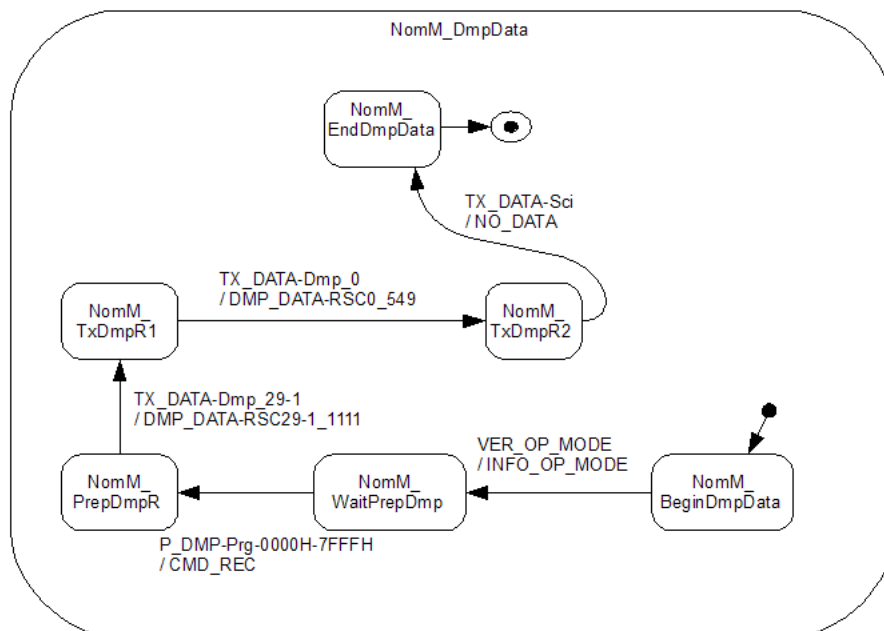 NomM_DmpData
NomM_
EndDmpData
TX_DATA-Sci
/ NO_DATA
TX_DATA-Dmp_0
/ DMP_DATA-RSC0_549
NomM_
TxDmpR1
NomM_
TxDmpR2
TX_DATA-Dmp_29-1
/ DMP_DATA-RSC29-1_1111
VER_OP_MODE
/ INFO_OP_MODE
NomM_
PrepDmpR
NomM_
WaitPrepDmp
NomM_
BeginDmpData
P_DMP-Prg-0000H-7FFFH
/ CMD_REC